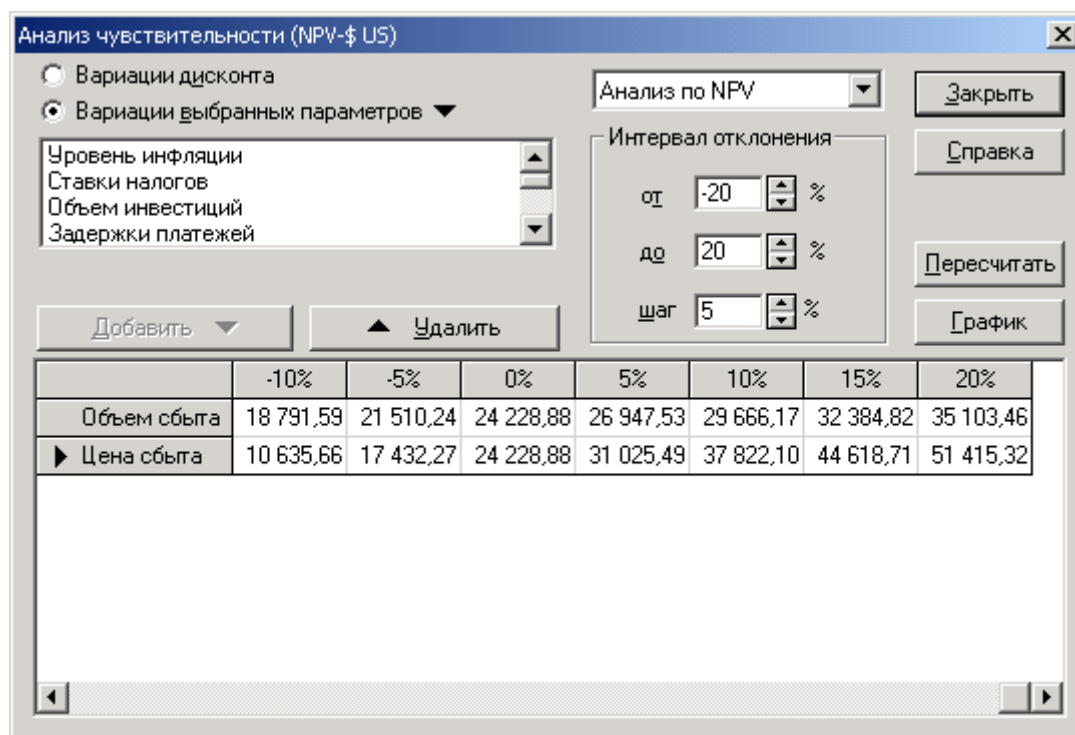 Анализ чувствительности (NPV-$ US)
Вариации дисконта
Вариации выбранных параметров
Уровень инфляции
Ставки налогов
Объем инвестиций
Задержки платежей
Добавить
Удалить
Анализ по NPV
Интервал отклонения
от -20 %
до 20 %
шаг 5 %
Закрыть
Справка
Пересчитать
График
-10% -5% 0% 5% 10% 15% 20%
Объем сбыта 18 791,59 21 510,24 24 228,88 26 947,53 29 666,17 32 384,82 35 103,46
Цена сбыта 10 635,66 17 432,27 24 228,88 31 025,49 37 822,10 44 618,71 51 415,32